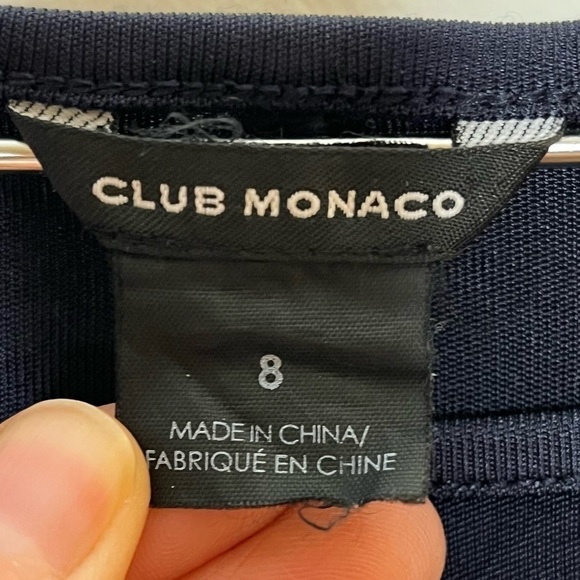 CLUB MONACO
8
MADE IN CHINA/
FABRIQUÉ EN CHINE